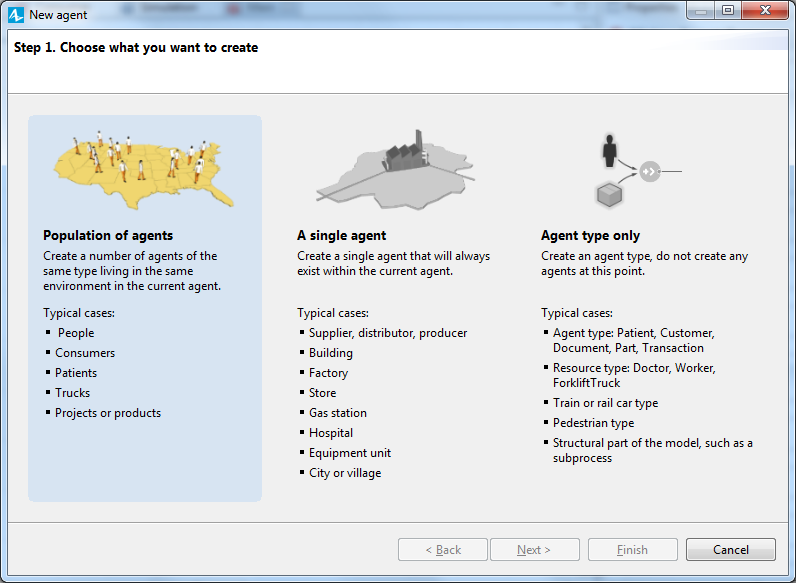 New agent
Step 1. Choose what you want to create
Population of agents
Create a number of agents of the
same type living in the same
environment in the current agent.
Typical cases:
People
Consumers
Patients
Trucks
Projects or products
A single agent
Create a single agent that will always
exist within the current agent.
Typical cases:
Supplier, distributor, producer
Building
Factory
Store
Gas station
Hospital
Equipment unit
City or village
Agent type only
Create an agent type, do not create any
agents at this point.
Typical cases:
Agent type: Patient, Customer,
Document, Part, Transaction
Resource type: Doctor, Worker,
ForkliftTruck
Train or rail car type
Pedestrian type
Structural part of the model, such as a
subprocess
< Back
Next >
Finish
Cancel